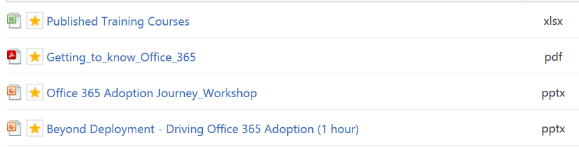 Published Training Courses xlsx
Getting_to_know_Office_365 pdf
Office 365 Adoption Journey_Workshop pptx
Beyond Deployment - Driving Office 365 Adoption (1 hour) pptx